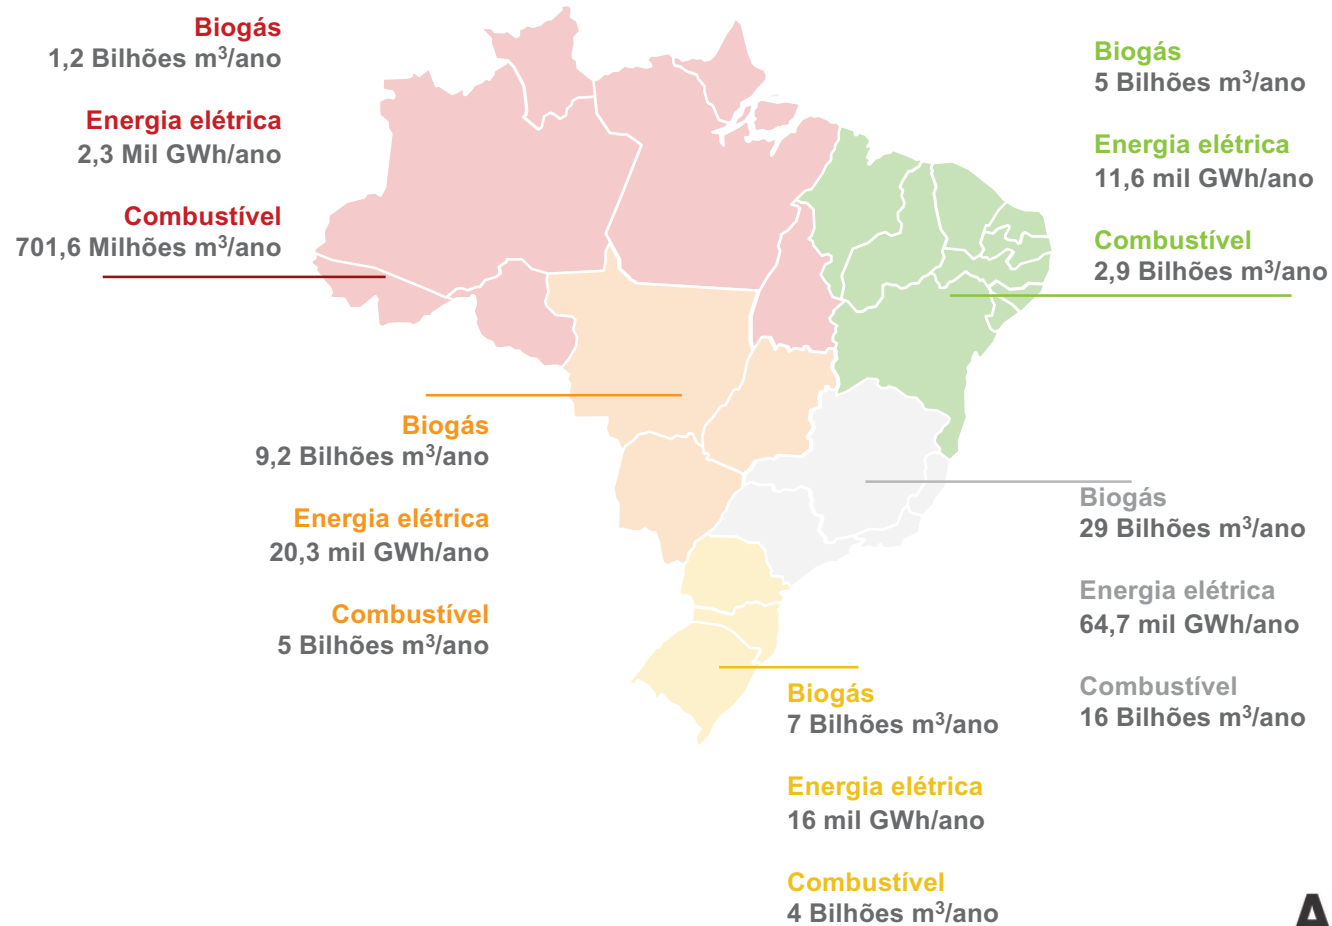 Biogás
1,2 Bilhões m³/ano
Energia elétrica
2,3 Mil GWh/ano
Combustível
701,6 Milhões m³/ano
Biogás
5 Bilhões m³/ano
Energia elétrica
11,6 mil GWh/ano
Combustível
2,9 Bilhões m³/ano
Biogás
9,2 Bilhões m³/ano
Energia elétrica
20,3 mil GWh/ano
Combustível
5 Bilhões m³/ano
Biogás
29 Bilhões m³/ano
Energia elétrica
64,7 mil GWh/ano
Combustível
16 Bilhões m³/ano
Biogás
7 Bilhões m³/ano
Energia elétrica
16 mil GWh/ano
Combustível
4 Bilhões m³/ano
A